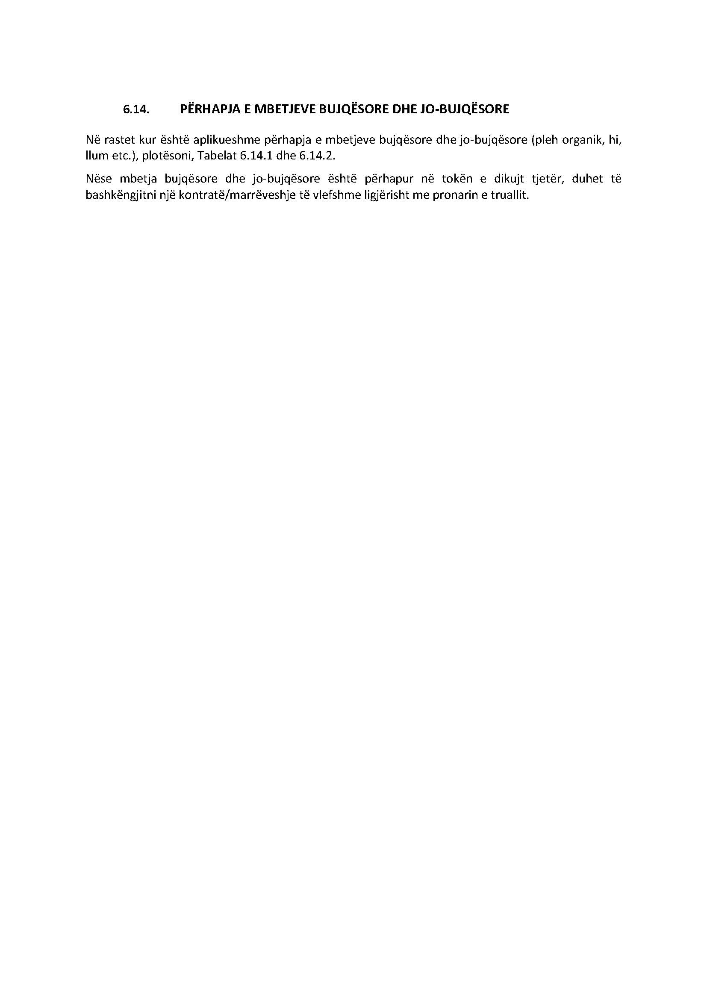 6.14. PËRHAPJA E MBETJEVE BUJQËSORE DHE JO-BUJQËSORE
Në rastet kur është aplikueshme përhapja e mbetjeve bujqësore dhe jo-bujqësore (pleh organik, hi,
llum etc.), plotësoni, Tabelat 6.14.1 dhe 6.14.2.
Nëse mbetja bujqësore dhe jo-bujqësore është përhapur në tokën e dikujt tjetër, duhet të
bashkëngjitni një kontratë/marrëveshje të vlefshme ligjërisht me pronarin e truallit.